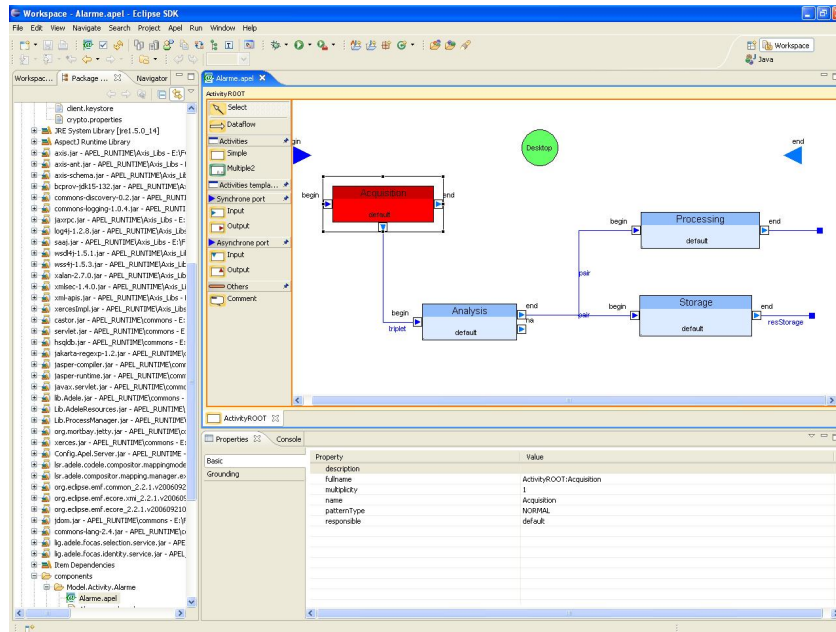 Workspace - Alarme.apel - Eclipse SDK
File Edit View Navigate Search Project Apel Run Window Help
Workspace
Java
Workspac... Package ... Navigator
Alarme.apel
client.keystore
crypto.properties
JRE System Library [jre1.5.0_14]
AspectJ Runtime Library
axis.jar - APEL_RUNTIME\Axis_Libs - E:\F
axis-ant.jar - APEL_RUNTIME\Axis_Libs -
axis-schema.jar - APEL_RUNTIME\Axis_Lit
bcprov-jdk15-132.jar - APEL_RUNTIME\A
commons-discovery-0.2.jar - APEL_RUNTI
commons-logging-1.0.4.jar - APEL_RUNT
jaxrpc.jar - APEL_RUNTIME\Axis_Libs - E:
log4j-1.2.8.jar - APEL_RUNTIME\Axis_Lib
saaj.jar - APEL_RUNTIME\Axis_Libs - E:\F
wsdl4j-1.5.1.jar - APEL_RUNTIME\Axis_L
wss4j-1.5.3.jar - APEL_RUNTIME\Axis_Lib
xalan-2.7.0.jar - APEL_RUNTIME\Axis_Lib
xmlsec-1.4.0.jar - APEL_RUNTIME\Axis_L
xml-apis.jar - APEL_RUNTIME\Axis_Libs -
xercesImpl.jar - APEL_RUNTIME\Axis_Lib
castor.jar - APEL_RUNTIME\commons - E:
servlet.jar - APEL_RUNTIME\commons - E
hsqldb.jar - APEL_RUNTIME\commons - E
jakarta-regexp-1.2.jar - APEL_RUNTIME\c
jasper-compiler.jar - APEL_RUNTIME\com
jasper-runtime.jar - APEL_RUNTIME\comm
javax.servlet.jar - APEL_RUNTIME\commo
lib.Adele.jar - APEL_RUNTIME\commons -
Lib.AdeleResources.jar - APEL_RUNTIME\
Lib.ProcessManager.jar - APEL_RUNTIME\
org.mortbay.jetty.jar - APEL_RUNTIME\c
xerces.jar - APEL_RUNTIME\commons - E:
Config.Apel.Server.jar - APEL_RUNTIME -
lsr.adele.codele.compositor.mappingmode
lsr.adele.compositor.mapping.manager.ex
org.eclipse.emf.common_2.2.1.v200609
org.eclipse.emf.ecore.xmi_2.2.1.v200609
org.eclipse.emf.ecore_2.2.1.v200609210
jdom.jar - APEL_RUNTIME\commons - E:\F
commons-lang-2.4.jar - APEL_RUNTIME\co
lig.adele.focas.selection.service.jar - APE
lig.adele.focas.identity.service.jar - APEL
Item Dependencies
components
Model.Activity.Alarme
Alarme.apel
Activity ROOT
Select
Dataflow
Activities
Simple
Multiple2
Activities templa...
Synchrone port
Input
Output
Asynchrone port
Input
Output
Others
Comment
gin
Desktop
end
begin
Acquisition
end
default
begin
Processing
end
default
pair
begin
Analysis
end
na
triplet
default
pair
begin
Storage
end
default
resStorage
ActivityROOT
Properties Console
Basic
Grounding
Property Value
description
fullname ActivityROOT:Acquisition
multiplicity 1
name Acquisition
patternType NORMAL
responsible default